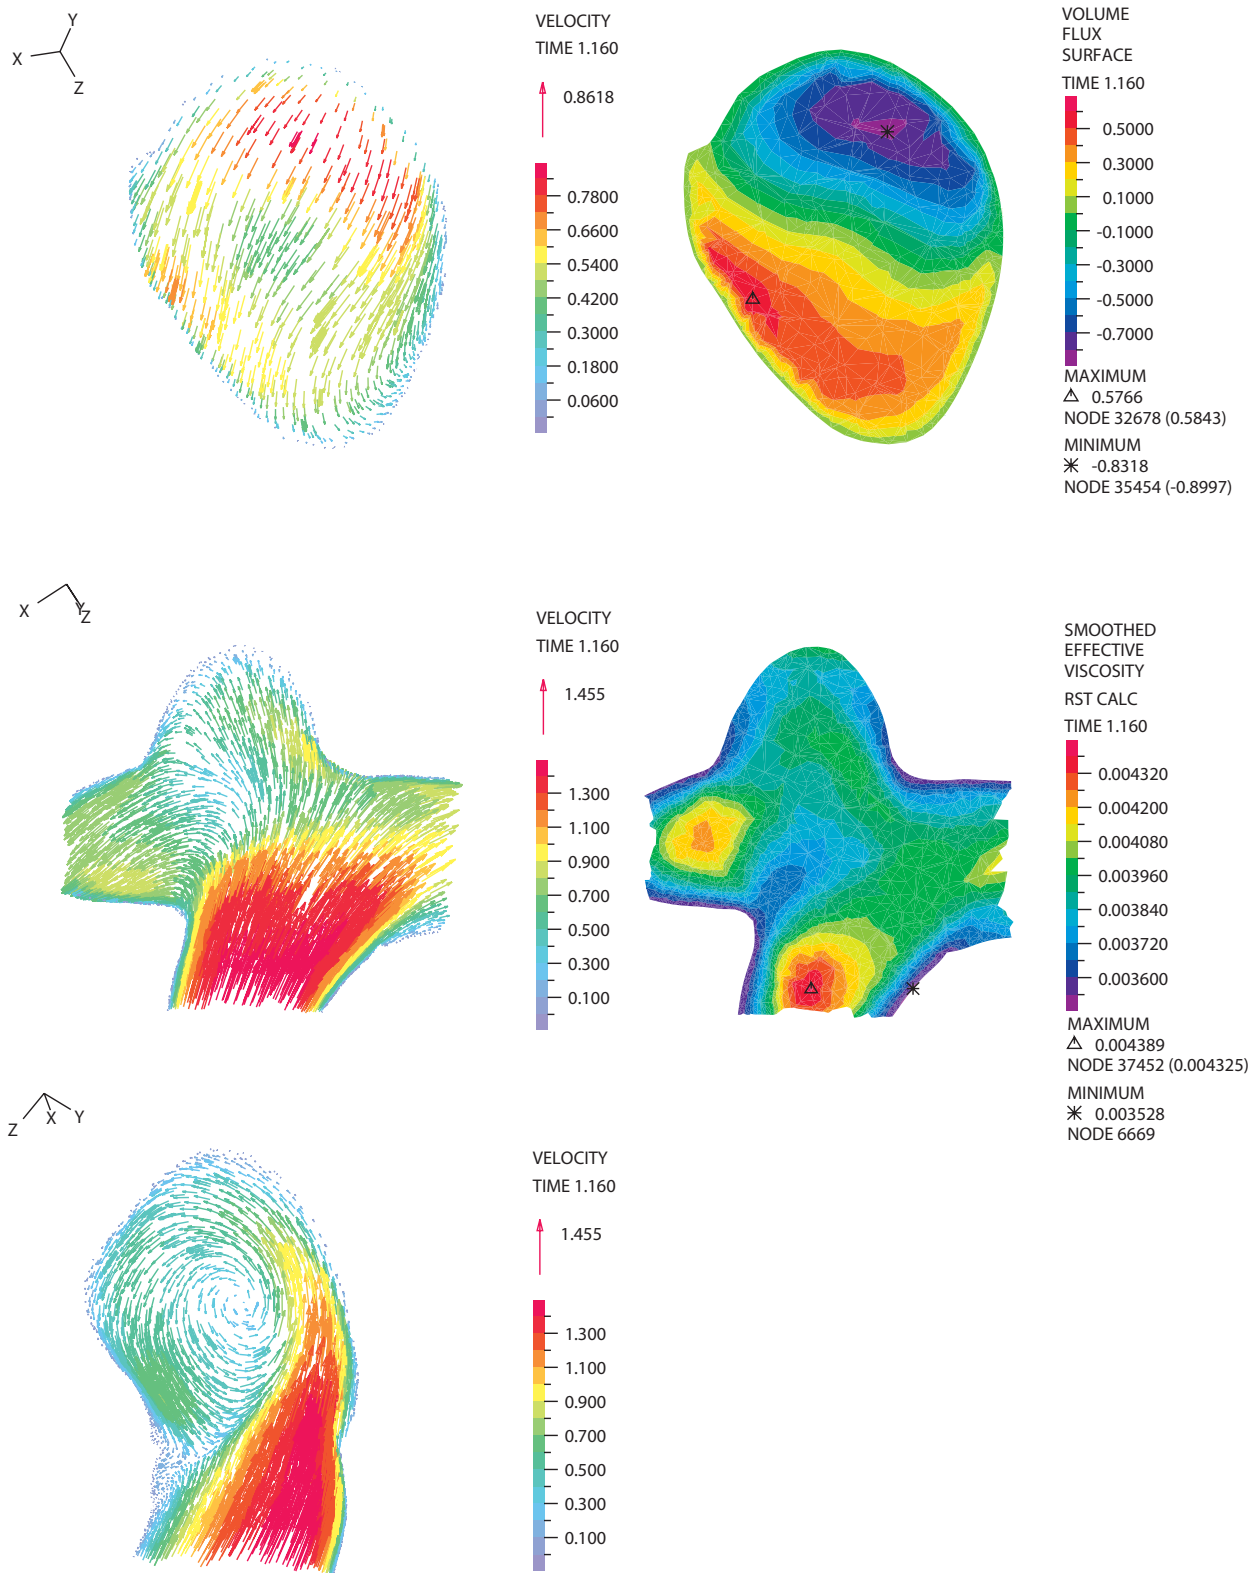 Y
X
Z
VELOCITY
TIME 1.160
0.8618
0.7800
0.6600
0.5400
0.4200
0.3000
0.1800
0.0600
VOLUME
FLUX
SURFACE
TIME 1.160
0.5000
0.3000
0.1000
-0.1000
-0.3000
-0.5000
-0.7000
MAXIMUM
0.5766
NODE 32678 (0.5843)
MINIMUM
-0.8318
NODE 35454 (-0.8997)
X
Y
Z
VELOCITY
TIME 1.160
1.455
1.300
1.100
0.900
0.700
0.500
0.300
0.100
SMOOTHED
EFFECTIVE
VISCOSITY
RST CALC
TIME 1.160
0.004320
0.004200
0.004080
0.003960
0.003840
0.003720
0.003600
MAXIMUM
0.004389
NODE 37452 (0.004325)
MINIMUM
0.003528
NODE 6669
Z
X
Y
VELOCITY
TIME 1.160
1.455
1.300
1.100
0.900
0.700
0.500
0.300
0.100